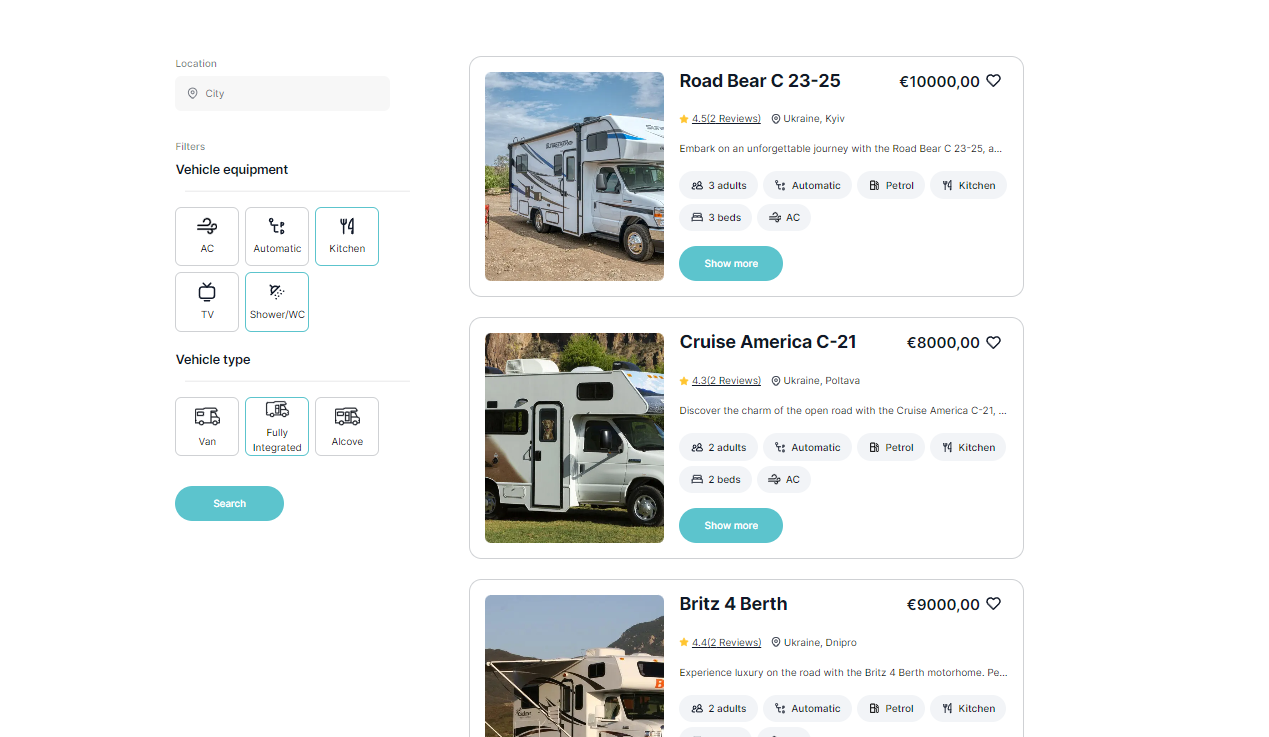 Location
City
Filters
Vehicle equipment
AC
Automatic
Kitchen
TV
Shower/WC
Vehicle type
Van
Fully
Integrated
Alcove
Search
Road Bear C 23-25
€10000,00
4.5(2 Reviews)
Ukraine, Kyiv
Embark on an unforgettable journey with the Road Bear C 23-25, a...
3 adults
Automatic
Petrol
Kitchen
3 beds
AC
Show more
Cruise America C-21
€8000,00
4.3(2 Reviews)
Ukraine, Poltava
Discover the charm of the open road with the Cruise America C-21, ...
2 adults
Automatic
Petrol
Kitchen
2 beds
AC
Show more
Britz 4 Berth
€9000,00
4.4(2 Reviews)
Ukraine, Dnipro
Experience luxury on the road with the Britz 4 Berth motorhome. Pe...
2 adults
Automatic
Petrol
Kitchen